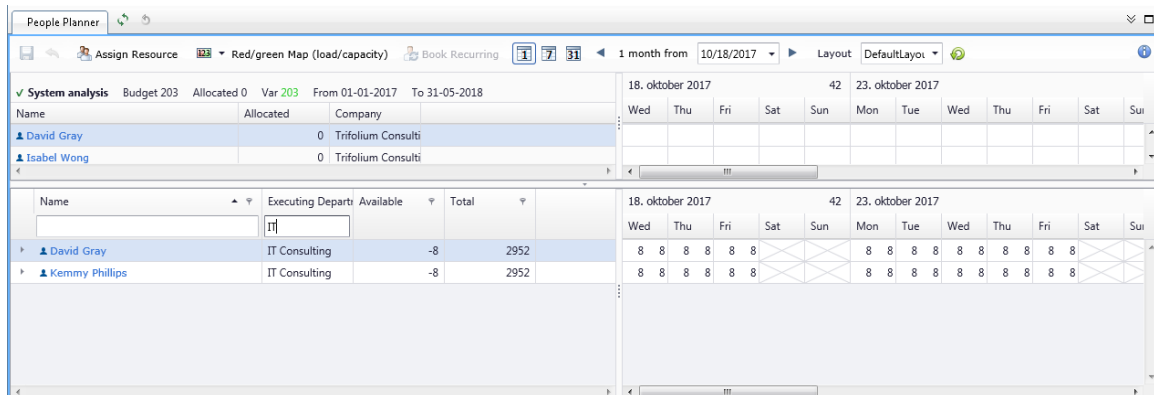 People Planner
Assign Resource 123 Red/green Map (load/capacity) Book Recurring 1 7 31 1 month from 10/18/2017 Layout DefaultLayou
System analysis Budget 203 Allocated 0 Var 203 From 01-01-2017 To 31-05-2018
18. oktober 2017 42 23. oktober 2017
Name Allocated Company
Wed Thu Fri Sat Sun Mon Tue Wed Thu Fri Sat Su
David Gray 0 Trifolium Consulti
Isabel Wong 0 Trifolium Consulti
Name Executing Departr Available Total
18. oktober 2017 42 23. oktober 2017
IT
Wed Thu Fri Sat Sun Mon Tue Wed Thu Fri Sat Su
David Gray IT Consulting -8 2952 8 8 8 8 8 8 8 8 8 8 8 8 8 8 8 8
Kemmy Phillips IT Consulting -8 2952 8 8 8 8 8 8 8 8 8 8 8 8 8 8 8 8